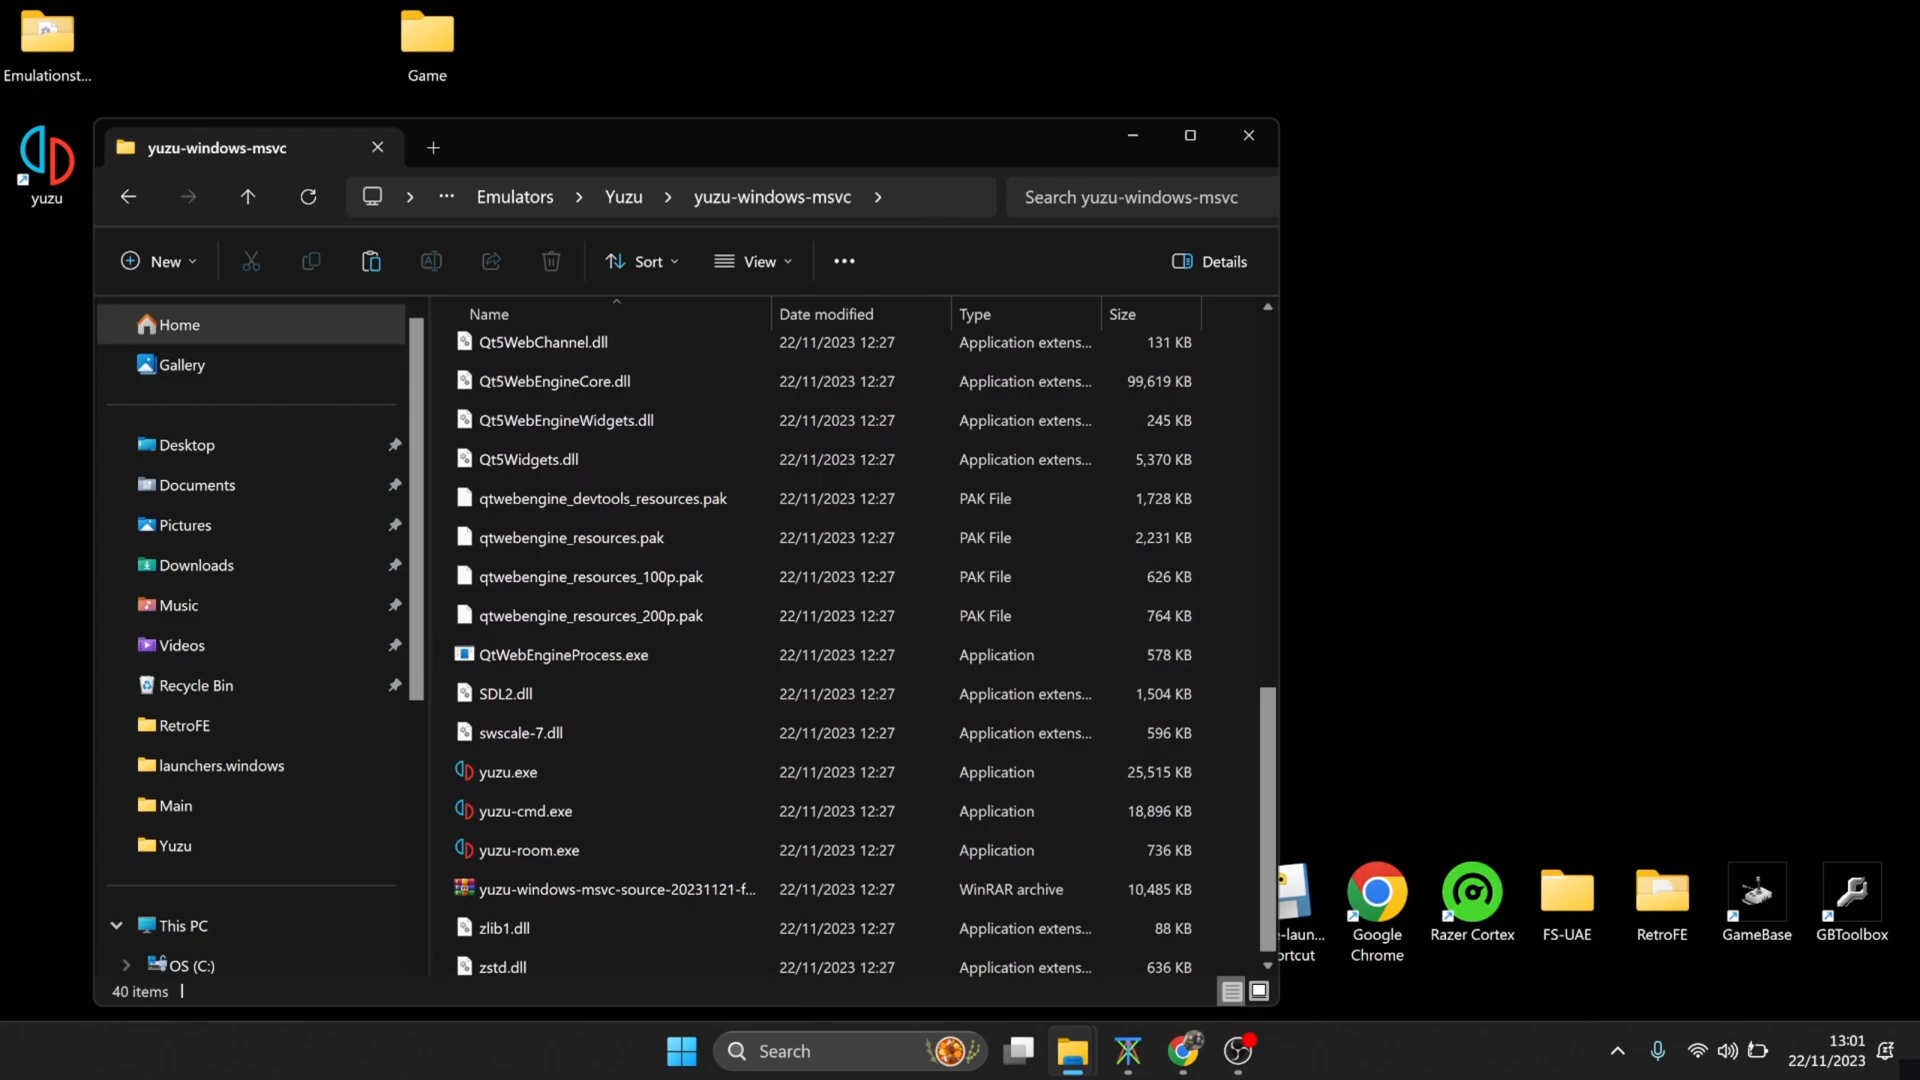 Emulationst...
Game
yuzu
yuzu-windows-msvc
Emulators
Yuzu
yuzu-windows-msvc
Search yuzu-windows-msvc
New
Sort
View
Details
Home
Gallery
Desktop
Documents
Pictures
Downloads
Music
Videos
Recycle Bin
RetroFE
launchers.windows
Main
Yuzu
This PC
OS (C:)
Name Date modified Type Size
Qt5WebChannel.dll 22/11/2023 12:27 Application extens... 131 KB
Qt5WebEngineCore.dll 22/11/2023 12:27 Application extens... 99,619 KB
Qt5WebEngineWidgets.dll 22/11/2023 12:27 Application extens... 245 KB
Qt5Widgets.dll 22/11/2023 12:27 Application extens... 5,370 KB
qtwebengine_devtools_resources.pak 22/11/2023 12:27 PAK File 1,728 KB
qtwebengine_resources.pak 22/11/2023 12:27 PAK File 2,231 KB
qtwebengine_resources_100p.pak 22/11/2023 12:27 PAK File 626 KB
qtwebengine_resources_200p.pak 22/11/2023 12:27 PAK File 764 KB
QtWebEngineProcess.exe 22/11/2023 12:27 Application 578 KB
SDL2.dll 22/11/2023 12:27 Application extens... 1,504 KB
swscale-7.dll 22/11/2023 12:27 Application extens... 596 KB
yuzu.exe 22/11/2023 12:27 Application 25,515 KB
yuzu-cmd.exe 22/11/2023 12:27 Application 18,896 KB
yuzu-room.exe 22/11/2023 12:27 Application 736 KB
yuzu-windows-msvc-source-20231121-f... 22/11/2023 12:27 WinRAR archive 10,485 KB
zlib1.dll 22/11/2023 12:27 Application extens... 88 KB
zstd.dll 22/11/2023 12:27 Application extens... 636 KB
40 items
e-laun...
ortcut
Google
Chrome
Razer Cortex
FS-UAE
RetroFE
GameBase
GBToolbox
Search
13:01
22/11/2023